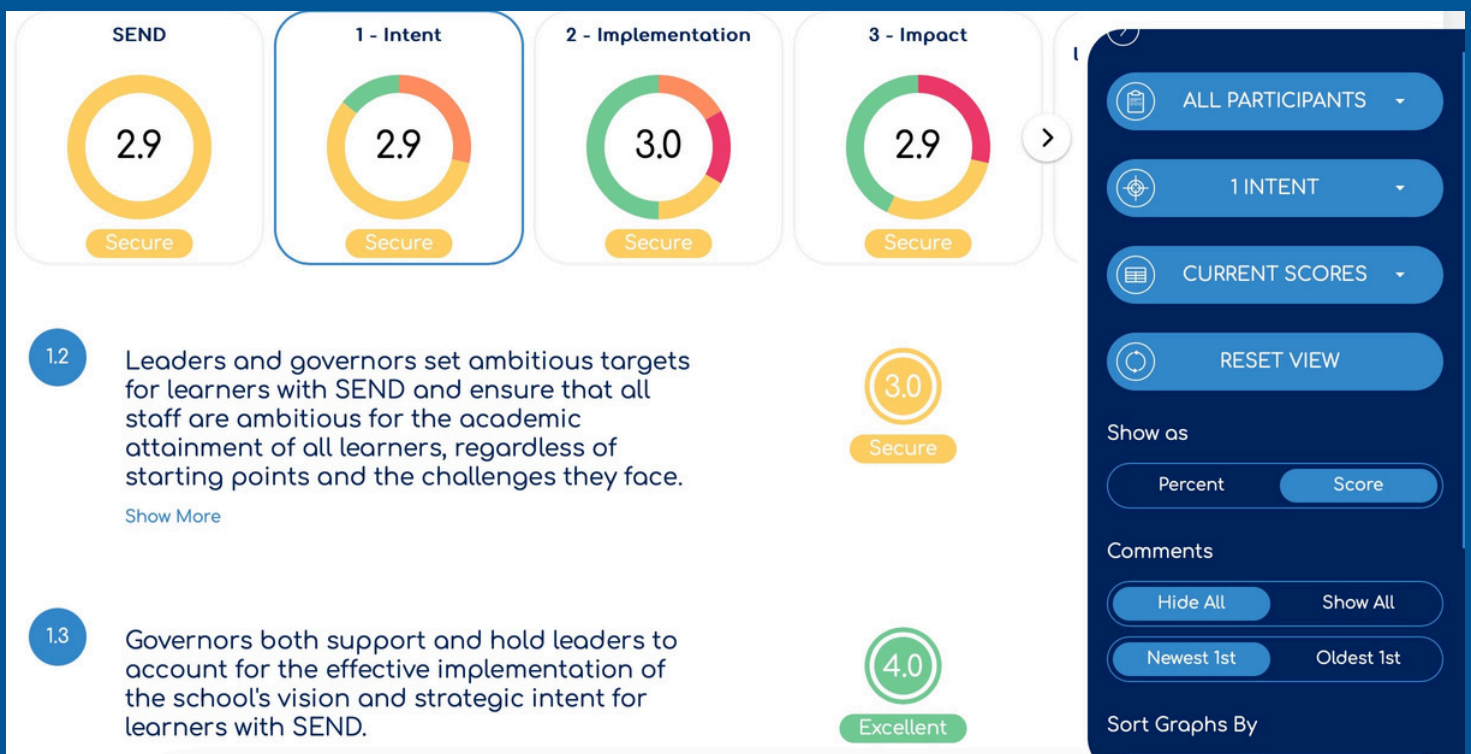 SEND
1 - Intent
2 - Implementation
3 - Impact
2.9
2.9
3.0
2.9
Secure
Secure
Secure
Secure
1.2
Leaders and governors set ambitious targets
for learners with SEND and ensure that all
staff are ambitious for the academic
attainment of all learners, regardless of
starting points and the challenges they face.
Show More
3.0
Secure
1.3
Governors both support and hold leaders to
account for the effective implementation of
the school's vision and strategic intent for
learners with SEND.
4.0
Excellent
ALL PARTICIPANTS
1 INTENT
CURRENT SCORES
RESET VIEW
Show as
Percent
Score
Comments
Hide All
Show All
Newest 1st
Oldest 1st
Sort Graphs By